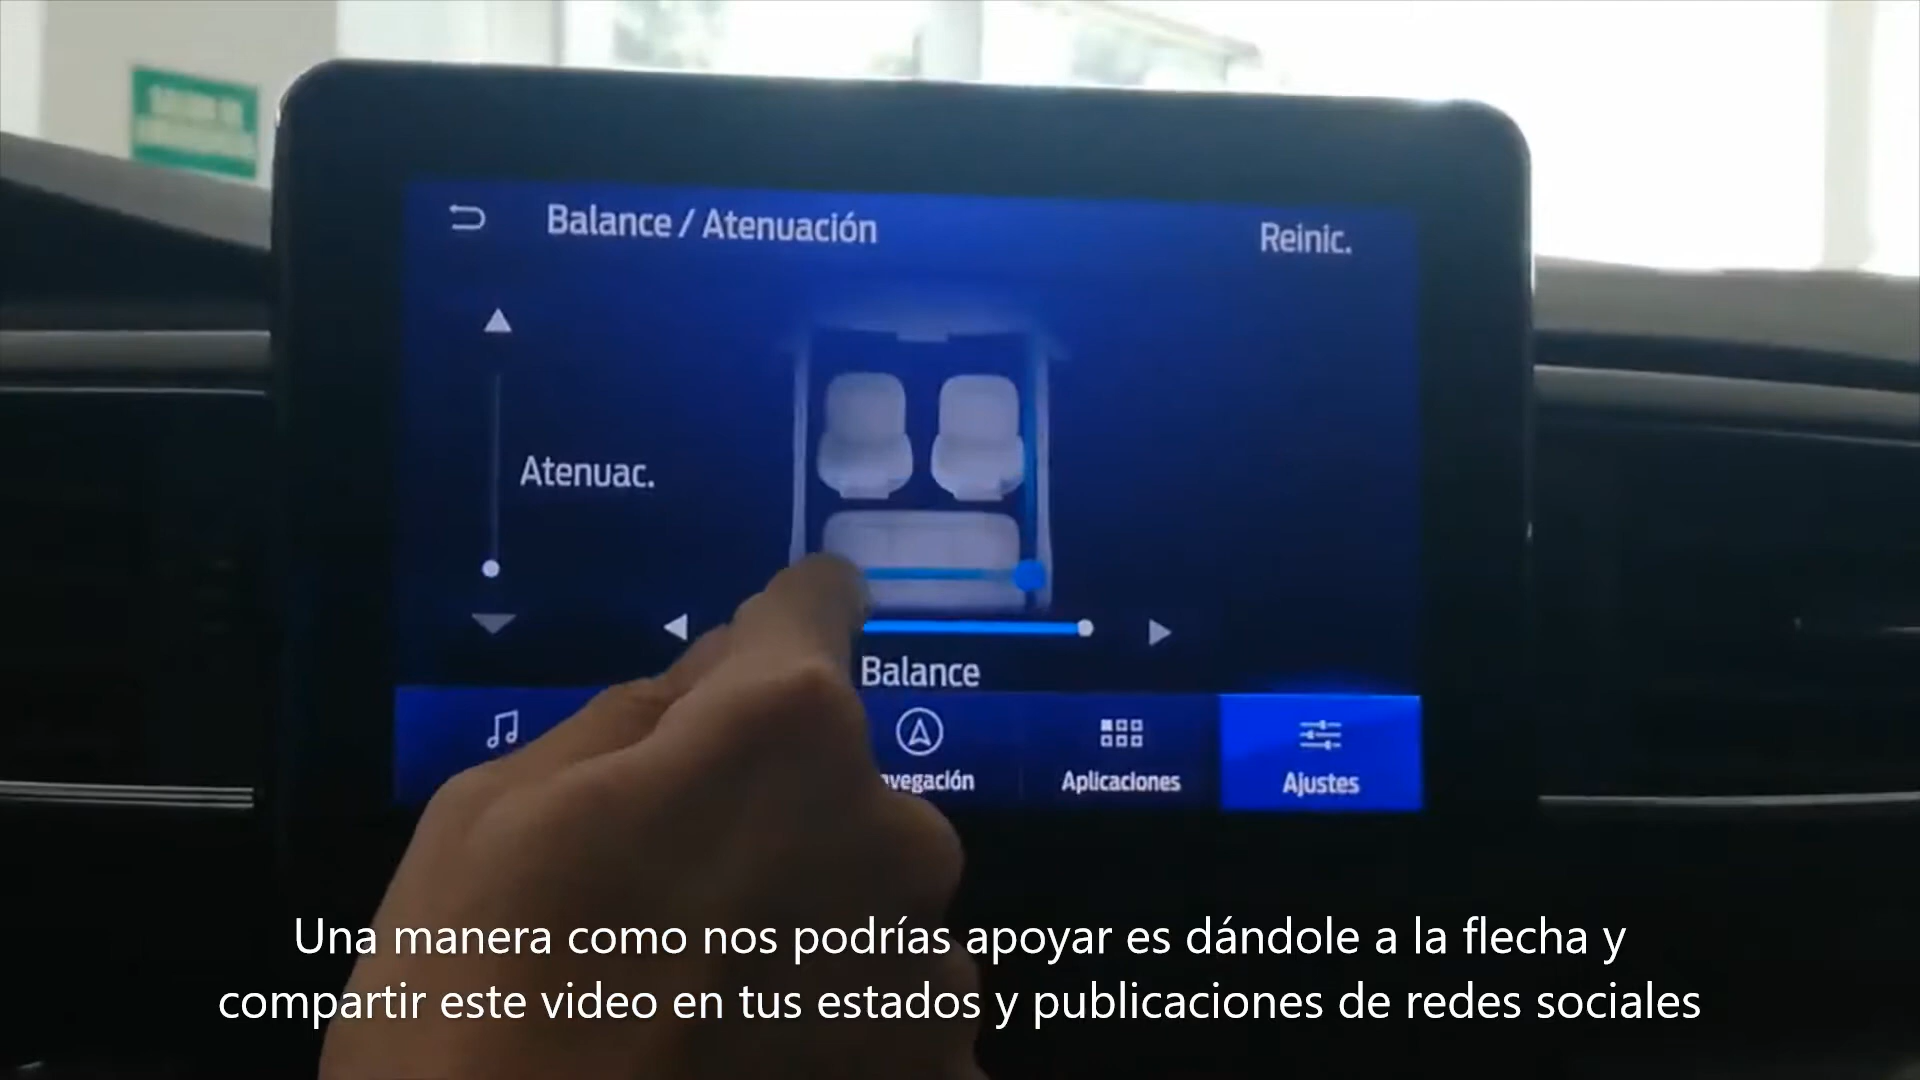 Balance / Atenuación
Reinic.
Atenuac.
Balance
Aplicaciones
Ajustes
Una manera como nos podrías apoyar es dándole a la flecha y
compartir este video en tus estados y publicaciones de redes sociales